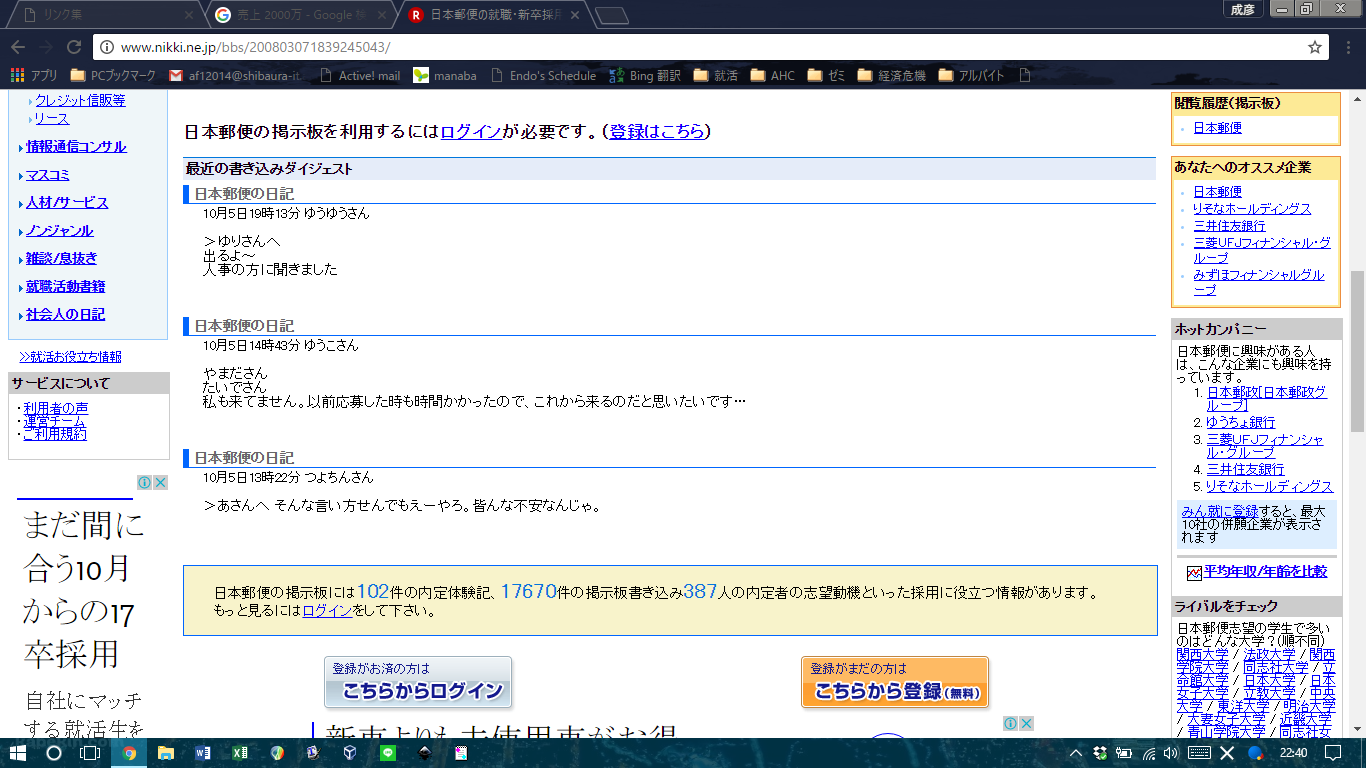 リンク集
売上 2000万 - Google 検
日本郵便の就職・新卒採用
成彦
www.nikki.ne.jp/bbs/200803071839245043/
アプリ PCブックマーク af12014@shibaura-it. Active! mail manaba Endo's Schedule Bing 翻訳 就活 AHC ゼミ 経済危機 アルバイト
クレジット信販等
リース
情報通信コンサル
マスコミ
人材/サービス
ノンジャンル
雑談/息抜き
就職活動書籍
社会人の日記
>>就活お役立ち情報
サービスについて
・利用者の声
・運営チーム
・ご利用規約
まだ間に
合う10月
からの17
卒採用
自社にマッチ
する就活生を
日本郵便の掲示板を利用するにはログインが必要です。(登録はこちら)
最近の書き込みダイジェスト
日本郵便の日記
10月5日19時13分 ゆうゆうさん
>ゆりさんへ
出るよ~
人事の方に聞きました
日本郵便の日記
10月5日14時43分 ゆうこさん
やまださん
たいでさん
私も来てません。以前応募した時も時間かかったので、これから来るのだと思いたいです…
日本郵便の日記
10月5日13時22分 つよちんさん
>あさんへ そんな言い方せんでもえーやろ。皆んな不安なんじゃ。
日本郵便の掲示板には102件の内定体験記、17670件の掲示板書き込み387人の内定者の志望動機といった採用に役立つ情報があります。
もっと見るにはログインをして下さい。
登録がお済の方は
こちらからログイン
登録がまだの方は
こちらから登録(無料)
新車よりも未使用車がお得
閲覧履歴(掲示板)
日本郵便
あなたへのオススメ企業
日本郵便
りそなホールディングス
三井住友銀行
三菱UFJフィナンシャル・グ
ループ
みずほフィナンシャルグル
ープ
ホットカンパニー
日本郵便に興味がある人
は、こんな企業にも興味を持
っています。
1. 日本郵政[日本郵政グ
ループ]
2. ゆうちょ銀行
3. 三菱UFJフィナンシャ
ル・グループ
4. 三井住友銀行
5. りそなホールディングス
みん就に登録すると、最大
10社の併願企業が表示さ
れます
平均年収/年齢を比較
ライバルをチェック
日本郵便志望の学生で多い
のはどんな大学?(順不同)
関西大学 / 法政大学 / 関西
学院大学 / 同志社大学 / 立
命館大学 / 日本大学 / 日本
女子大学 / 立教大学 / 中央
大学 / 東洋大学 / 明治大学
/ 大妻女子大学 / 近畿大学
/ 青山学院大学 / 同志社女
22:40